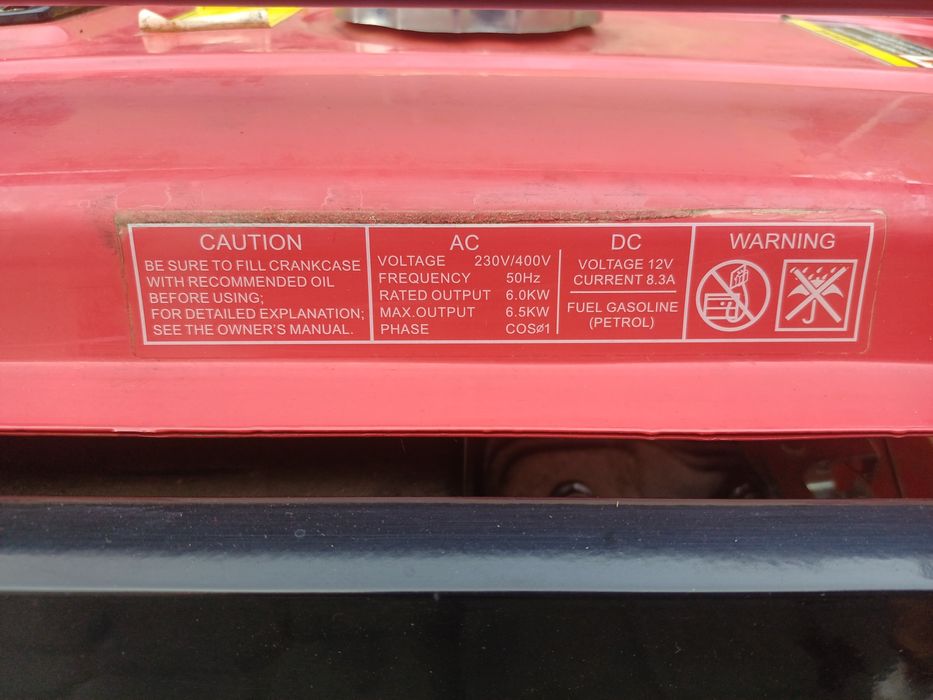 CAUTION
BE SURE TO FILL CRANKCASE
WITH RECOMMENDED OIL
BEFORE USING;
FOR DETAILED EXPLANATION;
SEE THE OWNER'S MANUAL.
AC
VOLTAGE 230V/400V
FREQUENCY 50Hz
RATED OUTPUT 6.0KW
MAX.OUTPUT 6.5KW
PHASE COSø1
DC
VOLTAGE 12V
CURRENT 8.3A
FUEL GASOLINE
(PETROL)
WARNING